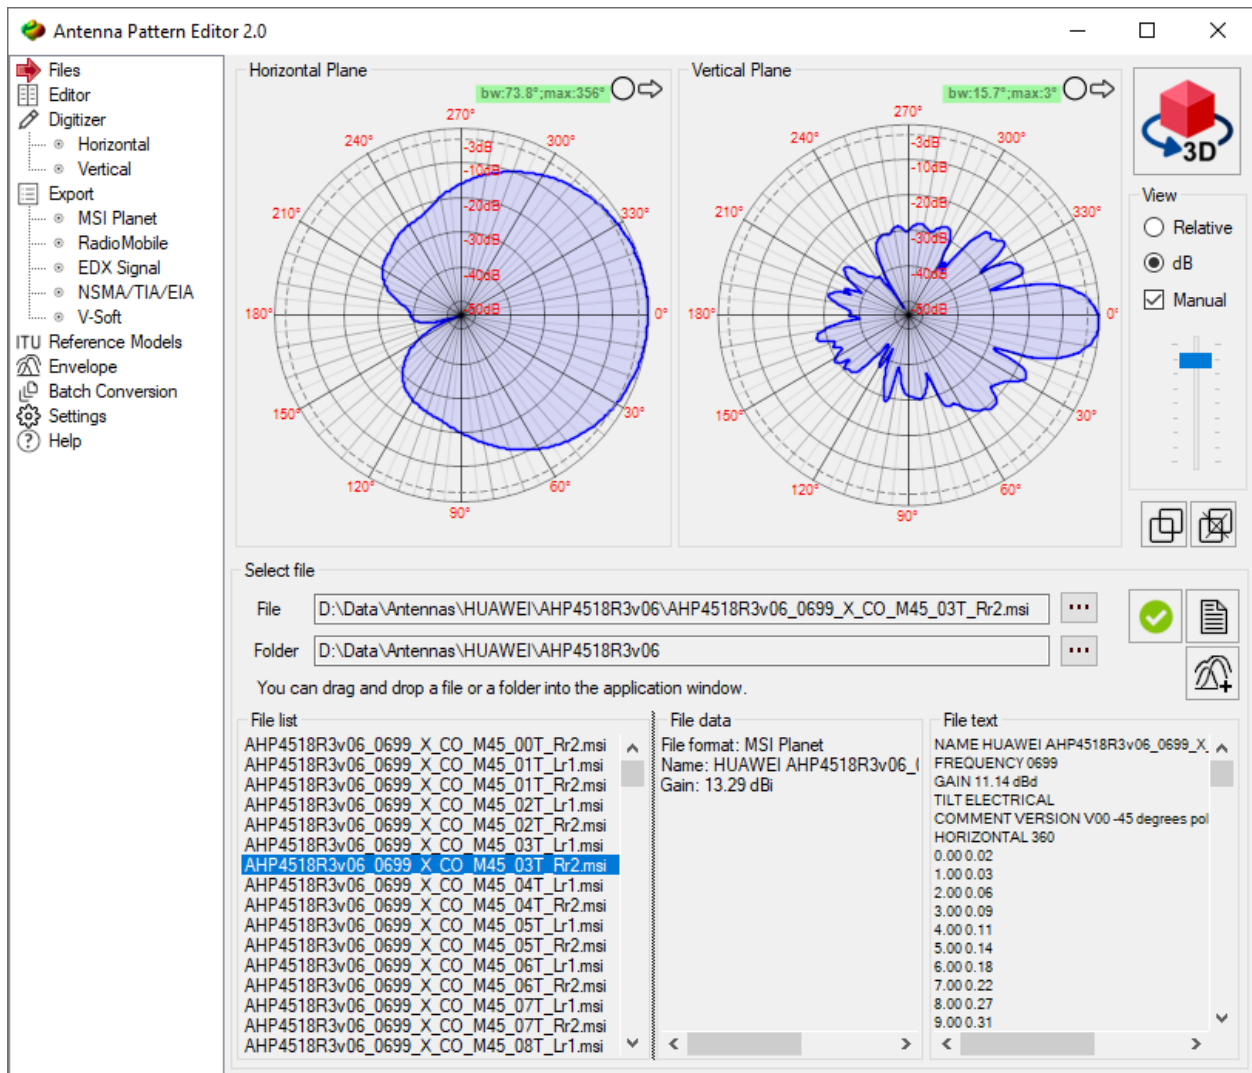 Antenna Pattern Editor 2.0
Files
Editor
Digitizer
Horizontal
Vertical
Export
MSI Planet
RadioMobile
EDX Signal
NSMA/TIA/EIA
V-Soft
ITU Reference Models
Envelope
Batch Conversion
Settings
Help
Horizontal Plane
bw:73.8°;max:356°
270°
240°
300°
-3dB
-10dB
210°
330°
-20dB
-30dB
-40dB
180°
-50dB
0°
150°
30°
120°
60°
90°
Vertical Plane
bw:15.7°;max:3°
270°
240°
300°
-3dB
-10dB
210°
330°
-20dB
-30dB
-40dB
180°
-50dB
0°
150°
30°
120°
60°
90°
3D
View
Relative
dB
Manual
Select file
File D:\Data\Antennas\HUAWEI\AHP4518R3v06\AHP4518R3v06_0699_X_CO_M45_03T_Rr2.msi ...
Folder D:\Data\Antennas\HUAWEI\AHP4518R3v06 ...
You can drag and drop a file or a folder into the application window.
File list
AHP4518R3v06_0699_X_CO_M45_00T_Rr2.msi
AHP4518R3v06_0699_X_CO_M45_01T_Lr1.msi
AHP4518R3v06_0699_X_CO_M45_01T_Rr2.msi
AHP4518R3v06_0699_X_CO_M45_02T_Lr1.msi
AHP4518R3v06_0699_X_CO_M45_02T_Rr2.msi
AHP4518R3v06_0699_X_CO_M45_03T_Lr1.msi
AHP4518R3v06_0699_X_CO_M45_03T_Rr2.msi
AHP4518R3v06_0699_X_CO_M45_04T_Lr1.msi
AHP4518R3v06_0699_X_CO_M45_04T_Rr2.msi
AHP4518R3v06_0699_X_CO_M45_05T_Lr1.msi
AHP4518R3v06_0699_X_CO_M45_05T_Rr2.msi
AHP4518R3v06_0699_X_CO_M45_06T_Lr1.msi
AHP4518R3v06_0699_X_CO_M45_06T_Rr2.msi
AHP4518R3v06_0699_X_CO_M45_07T_Lr1.msi
AHP4518R3v06_0699_X_CO_M45_07T_Rr2.msi
AHP4518R3v06_0699_X_CO_M45_08T_Lr1.msi
File data
File format: MSI Planet
Name: HUAWEI AHP4518R3v06_(
Gain: 13.29 dBi
File text
NAME HUAWEI AHP4518R3v06_0699_X_
FREQUENCY 0699
GAIN 11.14 dBd
TILT ELECTRICAL
COMMENT VERSION V00 -45 degrees pol
HORIZONTAL 360
0.00 0.02
1.00 0.03
2.00 0.06
3.00 0.09
4.00 0.11
5.00 0.14
6.00 0.18
7.00 0.22
8.00 0.27
9.00 0.31